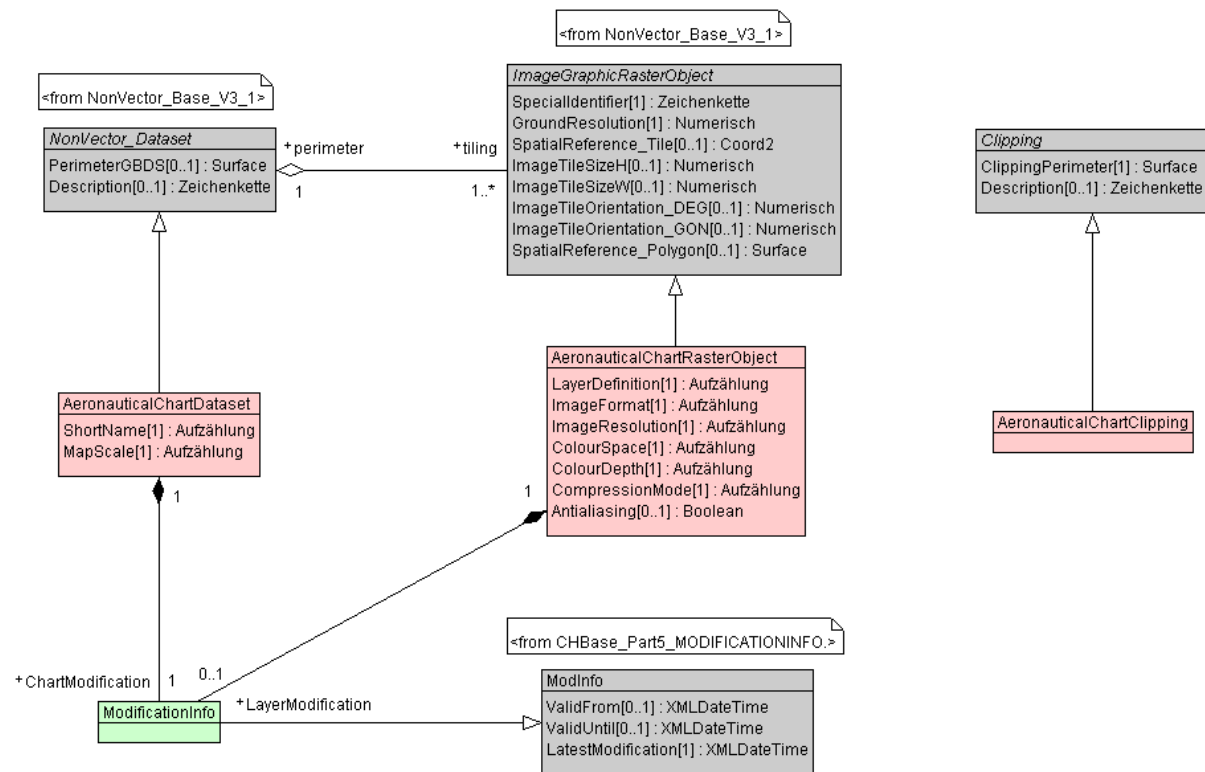 <from NonVector_Base_V3_1>
ImageGraphicRasterObject
SpecialIdentifier[1] : Zeichenkette
GroundResolution[1] : Numerisch
SpatialReference_Tile[0..1] : Coord2
ImageTileSizeH[0..1] : Numerisch
ImageTileSizeW[0..1] : Numerisch
ImageTileOrientation_DEG[0..1] : Numerisch
ImageTileOrientation_GON[0..1] : Numerisch
SpatialReference_Polygon[0..1] : Surface
<from NonVector_Base_V3_1>
NonVector_Dataset
PerimeterGBDS[0..1] : Surface
Description[0..1] : Zeichenkette
+perimeter
+tiling
1
1..*
Clipping
ClippingPerimeter[1] : Surface
Description[0..1] : Zeichenkette
AeronauticalChartRasterObject
LayerDefinition[1] : Aufzählung
ImageFormat[1] : Aufzählung
ImageResolution[1] : Aufzählung
ColourSpace[1] : Aufzählung
ColourDepth[1] : Aufzählung
CompressionMode[1] : Aufzählung
Antialiasing[0..1] : Boolean
AeronauticalChartDataset
ShortName[1] : Aufzählung
MapScale[1] : Aufzählung
AeronauticalChartClipping
1
1
<from CHBase_Part5_MODIFICATIONINFO.>
+ChartModification
1
0..1
+LayerModification
ModificationInfo
ModInfo
ValidFrom[0..1] : XMLDateTime
ValidUntil[0..1] : XMLDateTime
LatestModification[1] : XMLDateTime